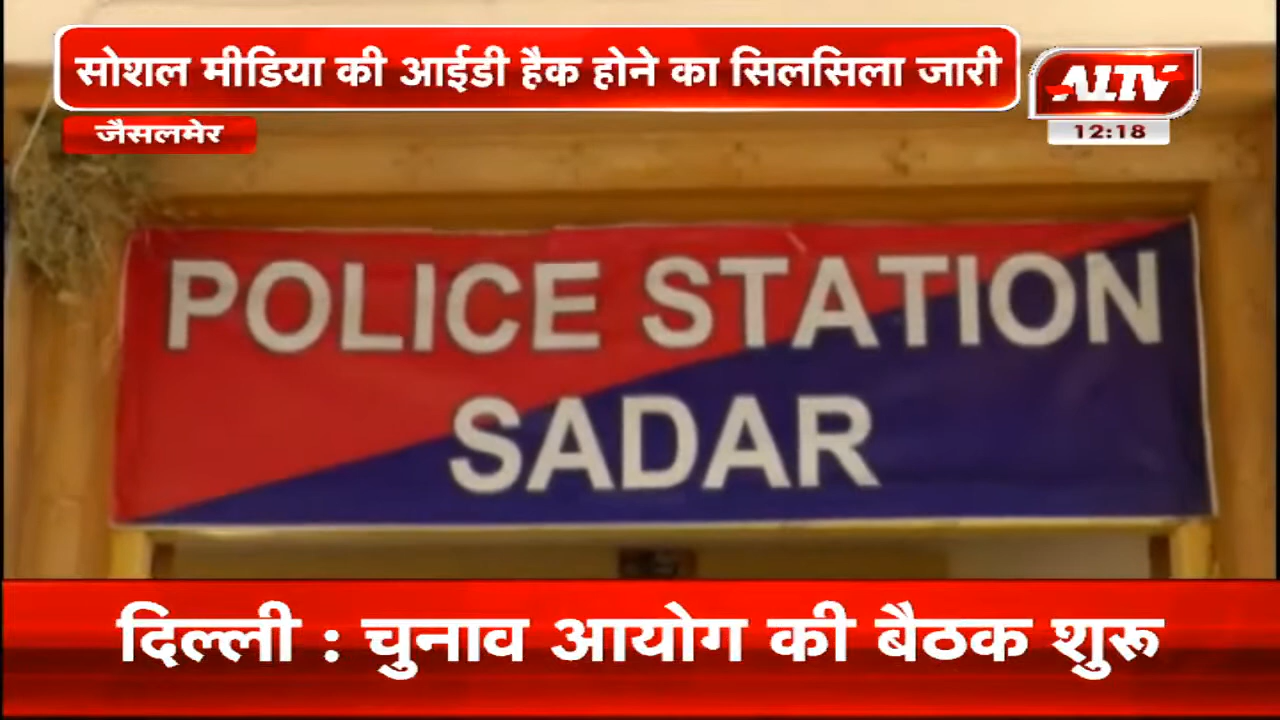 सोशल मीडिया की आईडी हैक होने का सिलसिला जारी
ALTV
जैसलमेर
12:18
POLICE STATION
SADAR
दिल्ली : चुनाव आयोग की बैठक शुरू